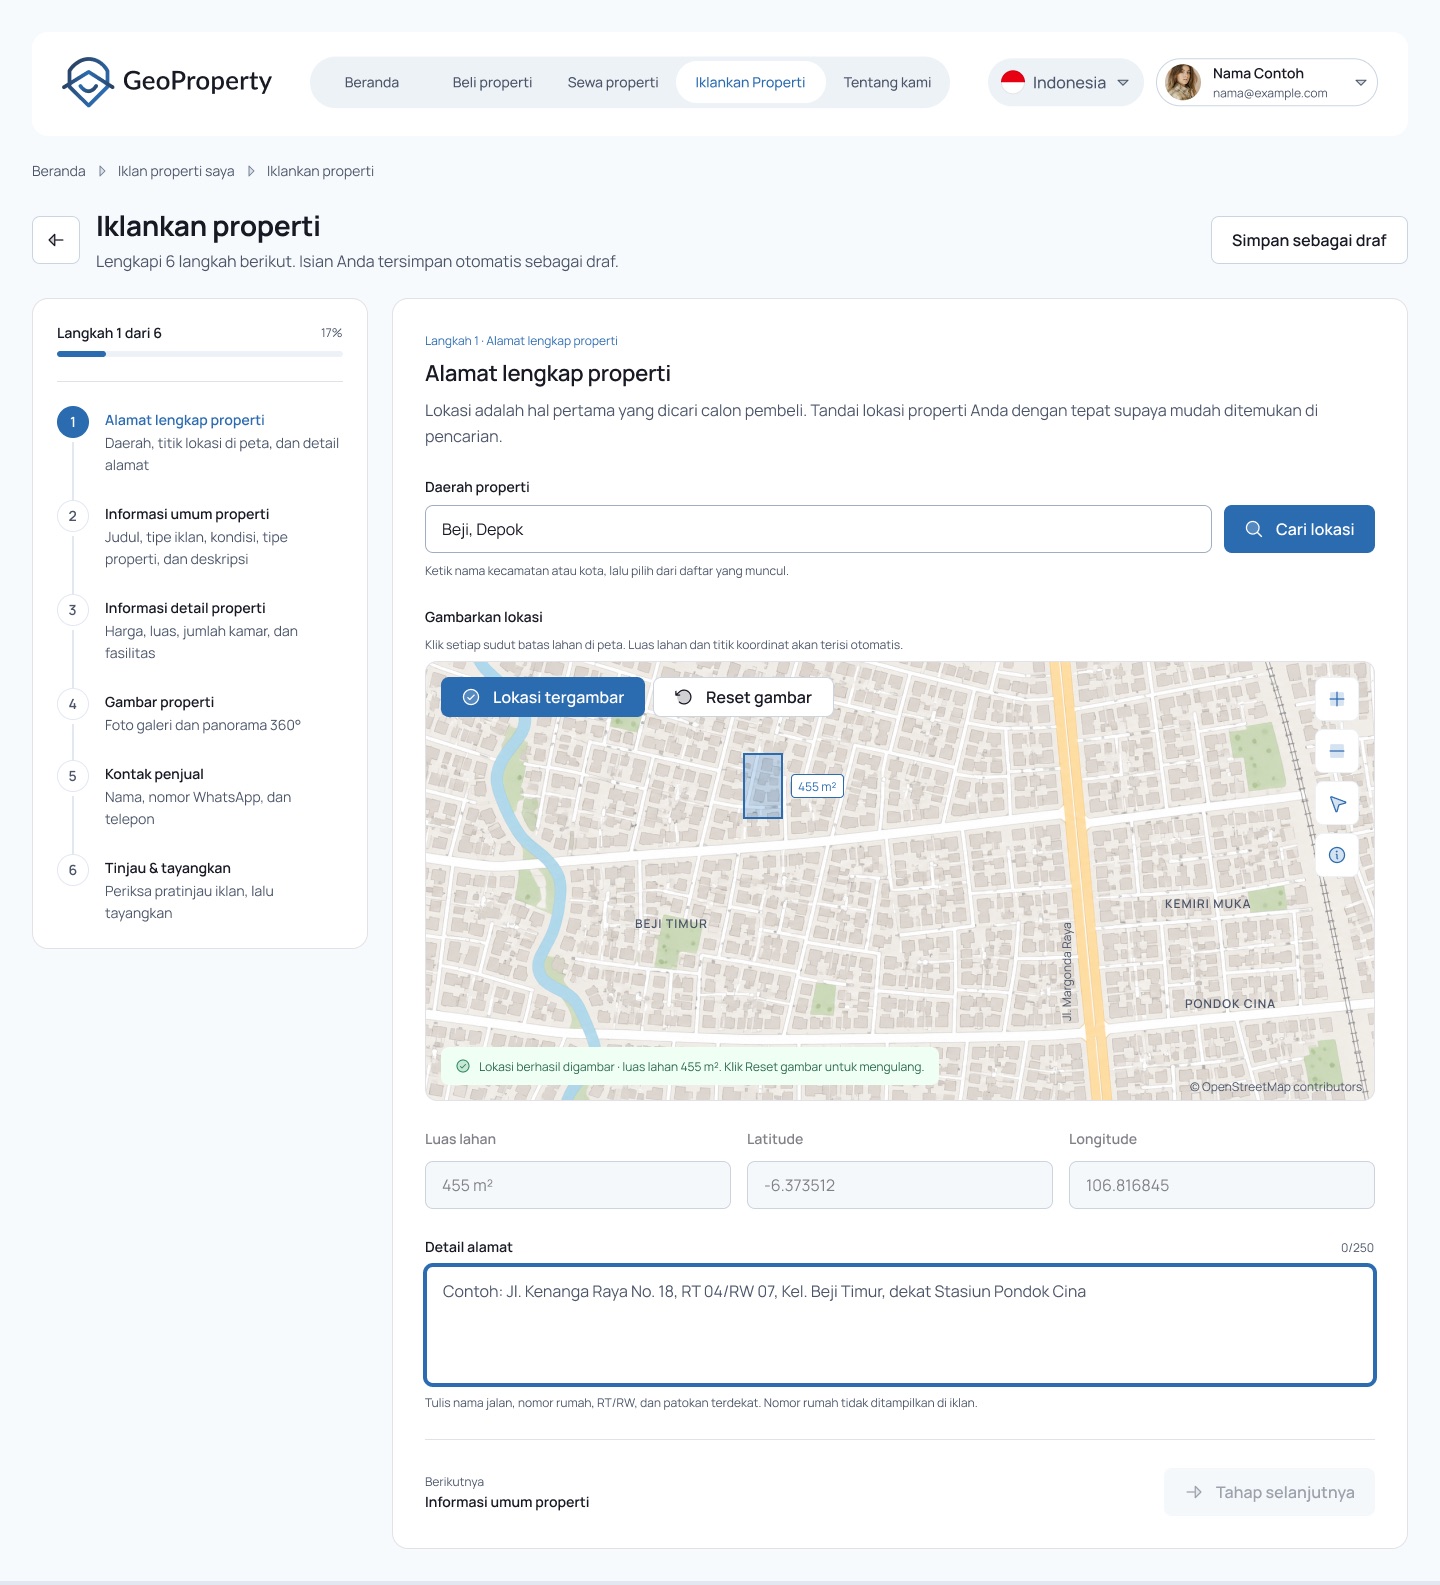 GeoProperty
Beranda
Beli properti
Sewa properti
Iklankan Properti
Tentang kami
Indonesia
Nama Contoh
nama@example.com
Beranda
Iklan properti saya
Iklankan properti
Iklankan properti
Lengkapi 6 langkah berikut. Isian Anda tersimpan otomatis sebagai draf.
Simpan sebagai draf
Langkah 1 dari 6
17%
1
Alamat lengkap properti
Daerah, titik lokasi di peta, dan detail
alamat
2
Informasi umum properti
Judul, tipe iklan, kondisi, tipe
properti, dan deskripsi
3
Informasi detail properti
Harga, luas, jumlah kamar, dan
fasilitas
4
Gambar properti
Foto galeri dan panorama 360°
5
Kontak penjual
Nama, nomor WhatsApp, dan
telepon
6
Tinjau & tayangkan
Periksa pratinjau iklan, lalu
tayangkan
Langkah 1 · Alamat lengkap properti
Alamat lengkap properti
Lokasi adalah hal pertama yang dicari calon pembeli. Tandai lokasi properti Anda dengan tepat supaya mudah ditemukan di
pencarian.
Daerah properti
Beji, Depok
Cari lokasi
Ketik nama kecamatan atau kota, lalu pilih dari daftar yang muncul.
Gambarkan lokasi
Klik setiap sudut batas lahan di peta. Luas lahan dan titik koordinat akan terisi otomatis.
Lokasi tergambar
Reset gambar
455 m²
KEMIRI MUKA
BEJI TIMUR
Jl. Margonda Raya
PONDOK CINA
Lokasi berhasil digambar · luas lahan 455 m². Klik Reset gambar untuk mengulang.
© OpenStreetMap contributors
Luas lahan
Latitude
Longitude
455 m²
-6.373512
106.816845
Detail alamat
0/250
Contoh: Jl. Kenanga Raya No. 18, RT 04/RW 07, Kel. Beji Timur, dekat Stasiun Pondok Cina
Tulis nama jalan, nomor rumah, RT/RW, dan patokan terdekat. Nomor rumah tidak ditampilkan di iklan.
Berikutnya
Informasi umum properti
Tahap selanjutnya